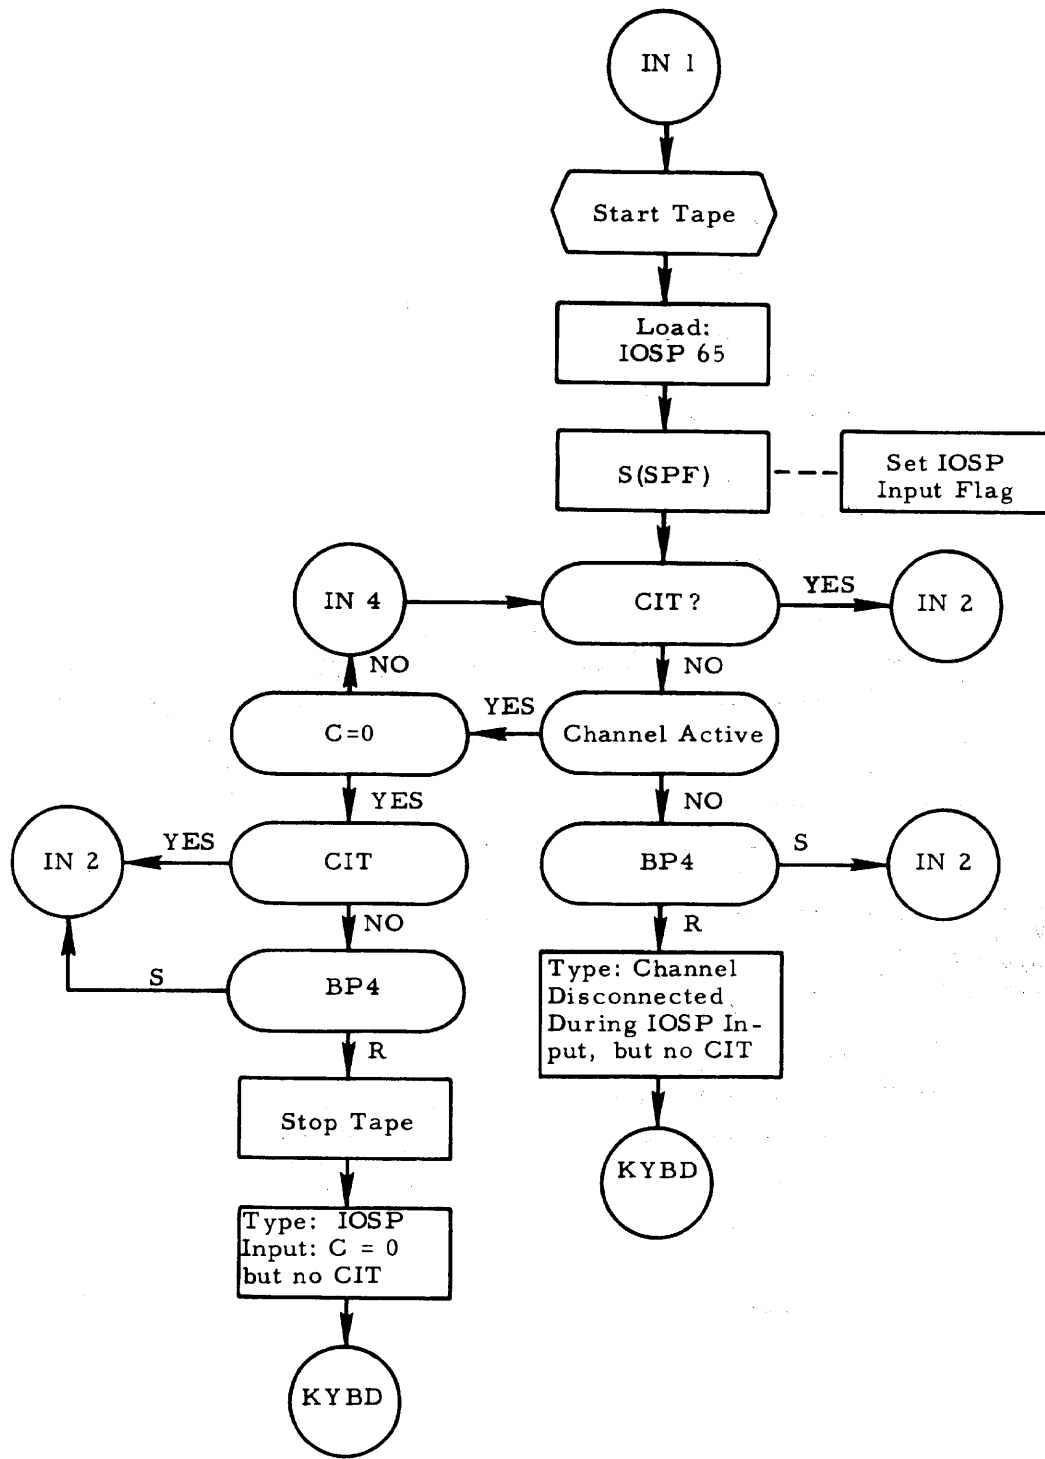 IN 1
Start Tape
Load:
IOSP 65
S(SPF)
Set IOSP
Input Flag
IN 4
CIT?
YES
IN 2
NO
NO
C=0
YES
Channel Active
YES
NO
IN 2
YES
CIT
BP4
S
IN 2
NO
R
S
BP4
Type: Channel
Disconnected
During IOSP In-
put, but no CIT
R
Stop Tape
KYBD
Type: IOSP
Input: C = 0
but no CIT
KYBD